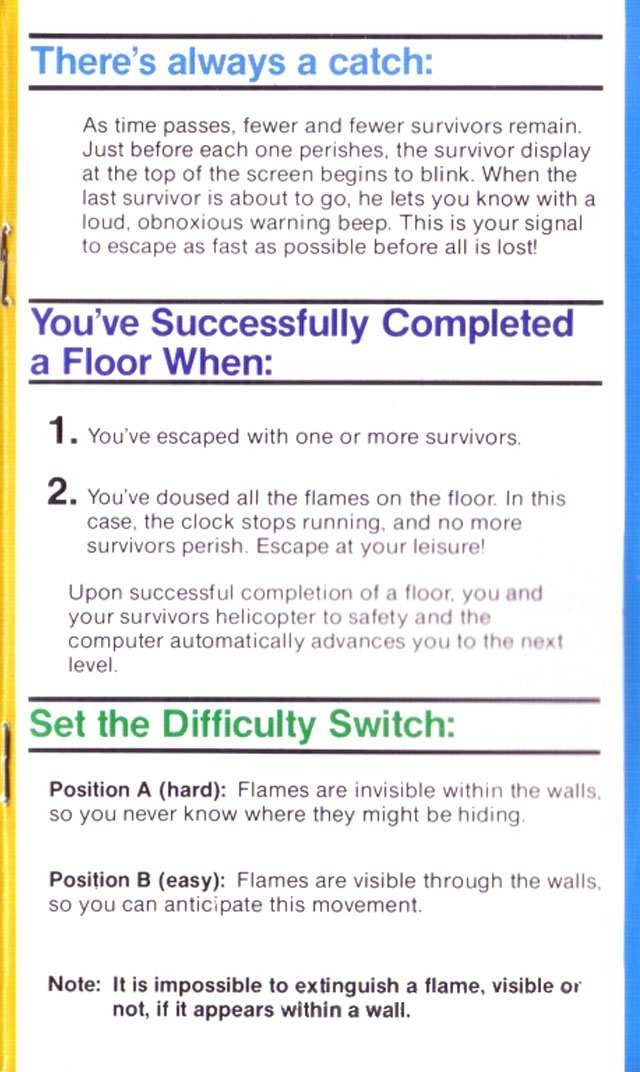 There's always a catch:
As time passes, fewer and fewer survivors remain.
Just before each one perishes, the survivor display
at the top of the screen begins to blink. When the
last survivor is about to go, he lets you know with a
loud, obnoxious warning beep. This is your signal
to escape as fast as possible before all is lost!
You've Successfully Completed
a Floor When:
1. You've escaped with one or more survivors.
2. You've doused all the flames on the floor. In this
case, the clock stops running, and no more
survivors perish. Escape at your leisure!
Upon successful completion of a floor, you and
your survivors helicopter to safety and the
computer automatically advances you to the next
level.
Set the Difficulty Switch:
Position A (hard): Flames are invisible within the walls,
so you never know where they might be hiding.
Position B (easy): Flames are visible through the walls,
so you can anticipate this movement.
Note: It is impossible to extinguish a flame, visible or
not, if it appears within a wall.